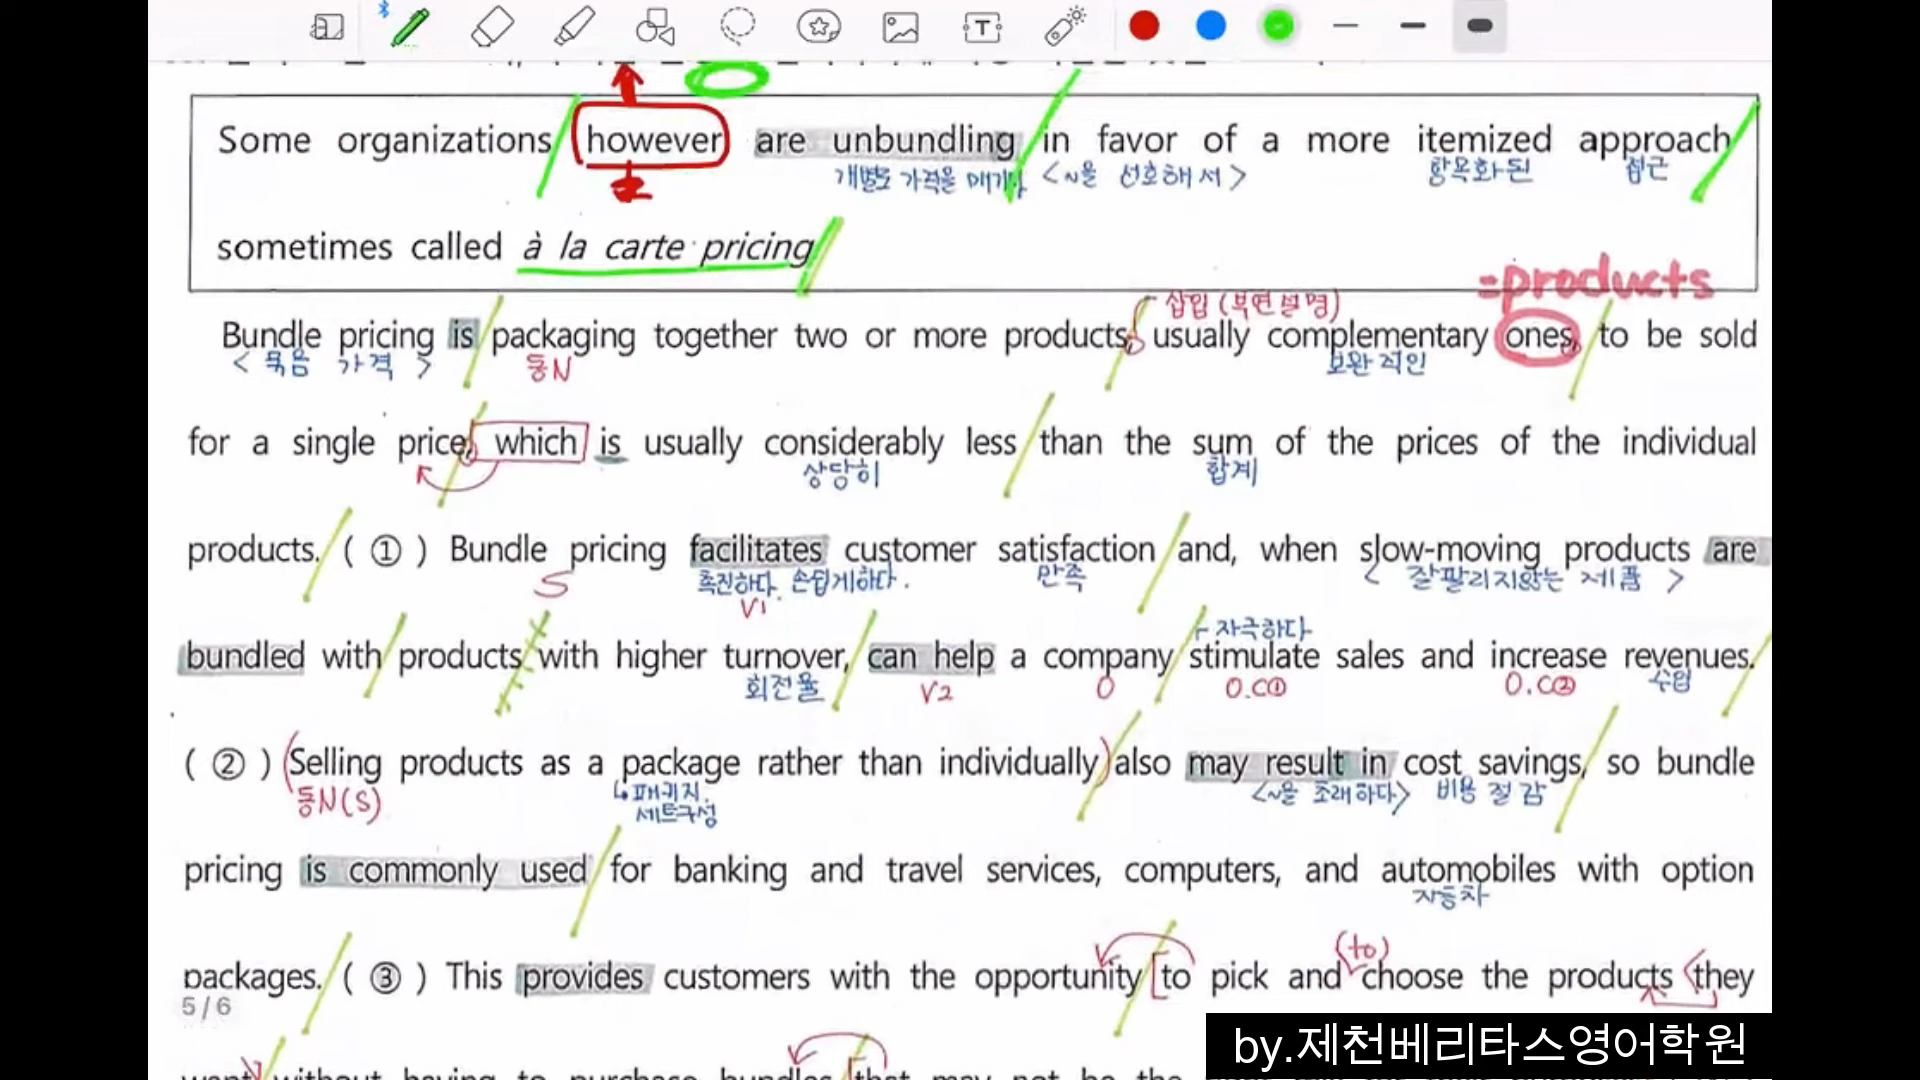 Some organizations however are unbundling in favor of a more itemized approach
개별로 가격을 매기다 <~을 선호해서> 항목화된 접근
sometimes called à la carte pricing
=products
삽입 (부연설명)
Bundle pricing is packaging together two or more products, usually complementary ones, to be sold
<묶음 가격> 동N 보완적인
for a single price, which is usually considerably less than the sum of the prices of the individual
상당히 합계
products. ( ① ) Bundle pricing facilitates customer satisfaction and, when slow-moving products are
S 촉진하다, 손쉽게하다. 만족 <잘팔리지않는 제품>
V1
자극하다
bundled with products with higher turnover, can help a company stimulate sales and increase revenues.
회전율 V2 O O.C① O.C② 수입
( ② ) (Selling products as a package rather than individually) also may result in cost savings, so bundle
동N(S) 패키지, <~을 초래하다> 비용 절감
세트구성
pricing is commonly used for banking and travel services, computers, and automobiles with option
자동차
(to)
packages. ( ③ ) This provides customers with the opportunity [to pick and choose the products <they
5/6
want] without having to purchase bundles [that may not be the
by.제천베리타스영어학원
T